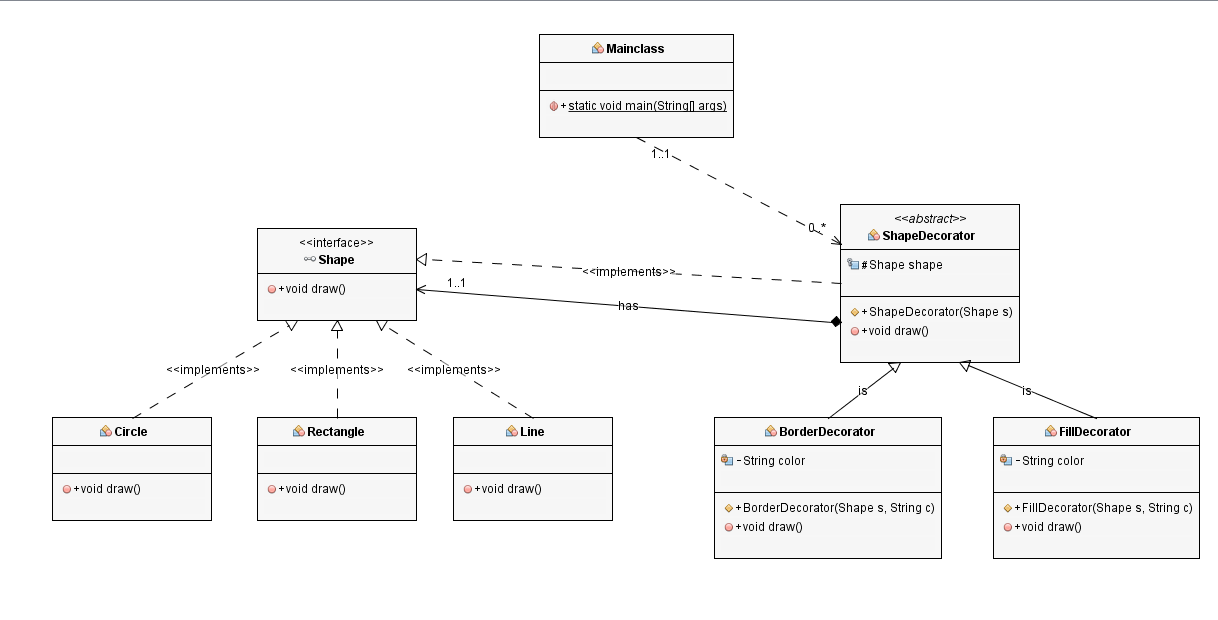 Mainclass
+static void main(String[] args)
1..1
0..*
<<abstract>>
ShapeDecorator
#Shape shape
+ShapeDecorator(Shape s)
+void draw()
<<interface>>
Shape
+void draw()
<<implements>>
1..1
has
<<implements>>
<<implements>>
<<implements>>
is
is
Circle
+void draw()
Rectangle
+void draw()
Line
+void draw()
BorderDecorator
-String color
+BorderDecorator(Shape s, String c)
+void draw()
FillDecorator
-String color
+FillDecorator(Shape s, String c)
+void draw()